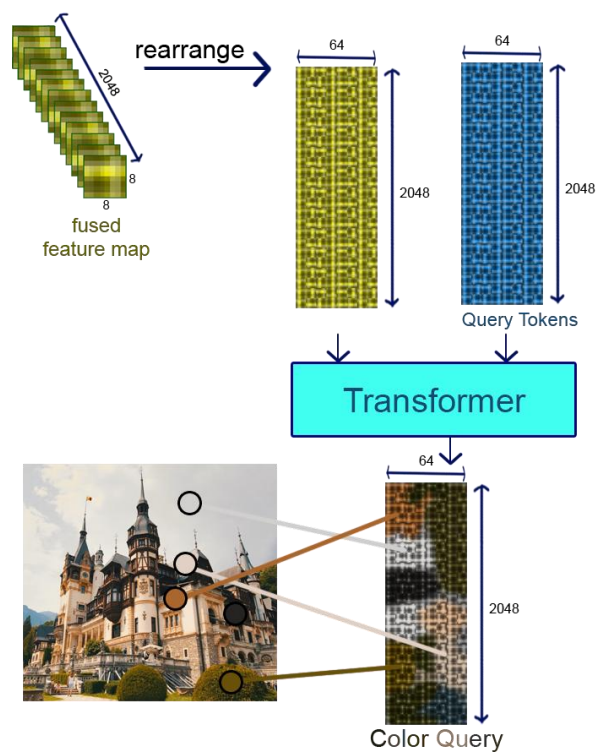 rearrange
2048
8
8
fused
feature map
64
2048
64
2048
Query Tokens
Transformer
64
2048
Color Query